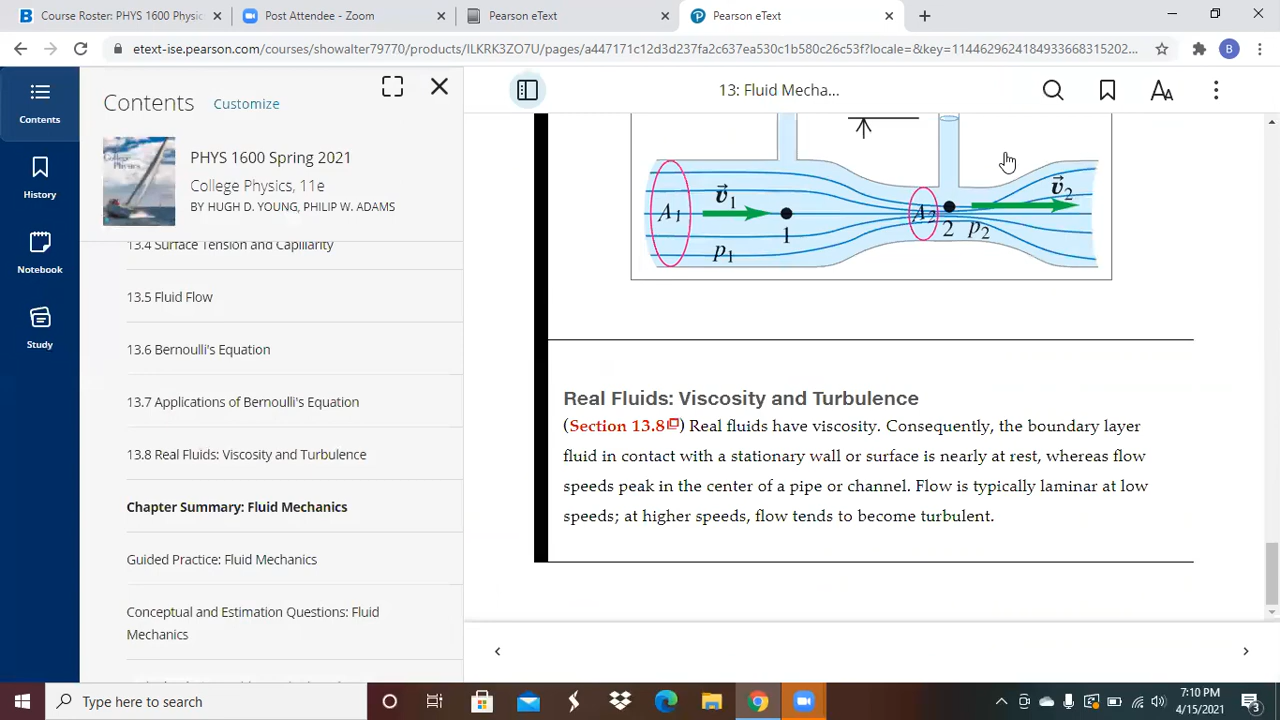 Course Roster: PHYS 1600 Physi
Post Attendee - Zoom
Pearson eText
Pearson eText
etext-ise.pearson.com/courses/showalter79770/products/ILKRK3ZO7U/pages/a447171c12d3d237fa2c637ea530c1b580c26c53f?locale=&key=1144629624184933668315202...
B
Contents
History
Notebook
Study
Contents Customize
PHYS 1600 Spring 2021
College Physics, 11e
BY HUGH D. YOUNG, PHILIP W. ADAMS
13.4 Surface Tension and Capillarity
13.5 Fluid Flow
13.6 Bernoulli's Equation
13.7 Applications of Bernoulli's Equation
13.8 Real Fluids: Viscosity and Turbulence
Chapter Summary: Fluid Mechanics
Guided Practice: Fluid Mechanics
Conceptual and Estimation Questions: Fluid
Mechanics
13: Fluid Mecha...
A1 v1 1 p1
A2 2 p2 v2
Real Fluids: Viscosity and Turbulence
(Section 13.8) Real fluids have viscosity. Consequently, the boundary layer
fluid in contact with a stationary wall or surface is nearly at rest, whereas flow
speeds peak in the center of a pipe or channel. Flow is typically laminar at low
speeds; at higher speeds, flow tends to become turbulent.
Type here to search
7:10 PM
4/15/2021
3